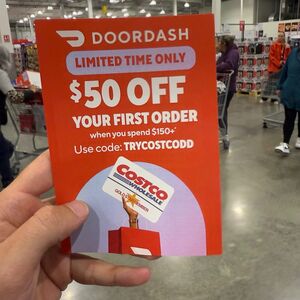 DOORDASH
LIMITED TIME ONLY
$50 OFF
YOUR FIRST ORDER
when you spend $150+*
Use code: TRYCOSTCODD
COSTCO
WHOLESALE
GOLD STAR MEMBER